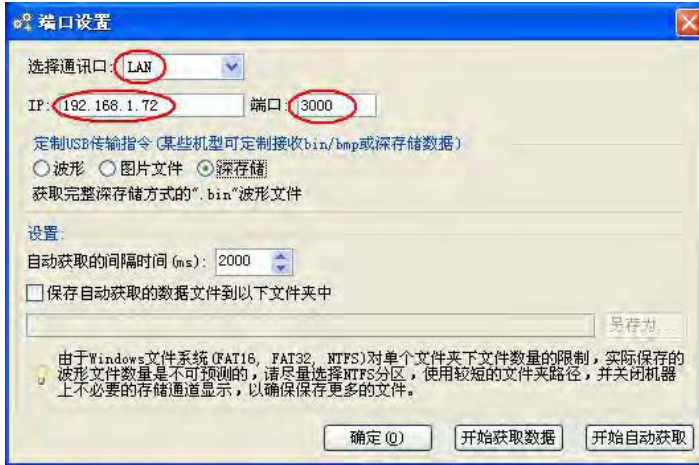 端口设置
选择通讯口: LAN
IP: 192.168.1.72 端口: 3000
定制USB传输指令(某些机型可定制接收bin/bmp或深存储数据)
波形 图片文件 深存储
获取完整深存储方式的".bin"波形文件
设置:
自动获取的间隔时间(ms): 2000
保存自动获取的数据文件到以下文件夹中
另存为
由于Windows文件系统(FAT16, FAT32, NTFS)对单个文件夹下文件数量的限制，实际保存的
波形文件数量是不可预测的，请尽量选择NTFS分区，使用较短的文件夹路径，并关闭机器
上不必要的存储通道显示，以确保保存更多的文件。
确定(O) 开始获取数据 开始自动获取